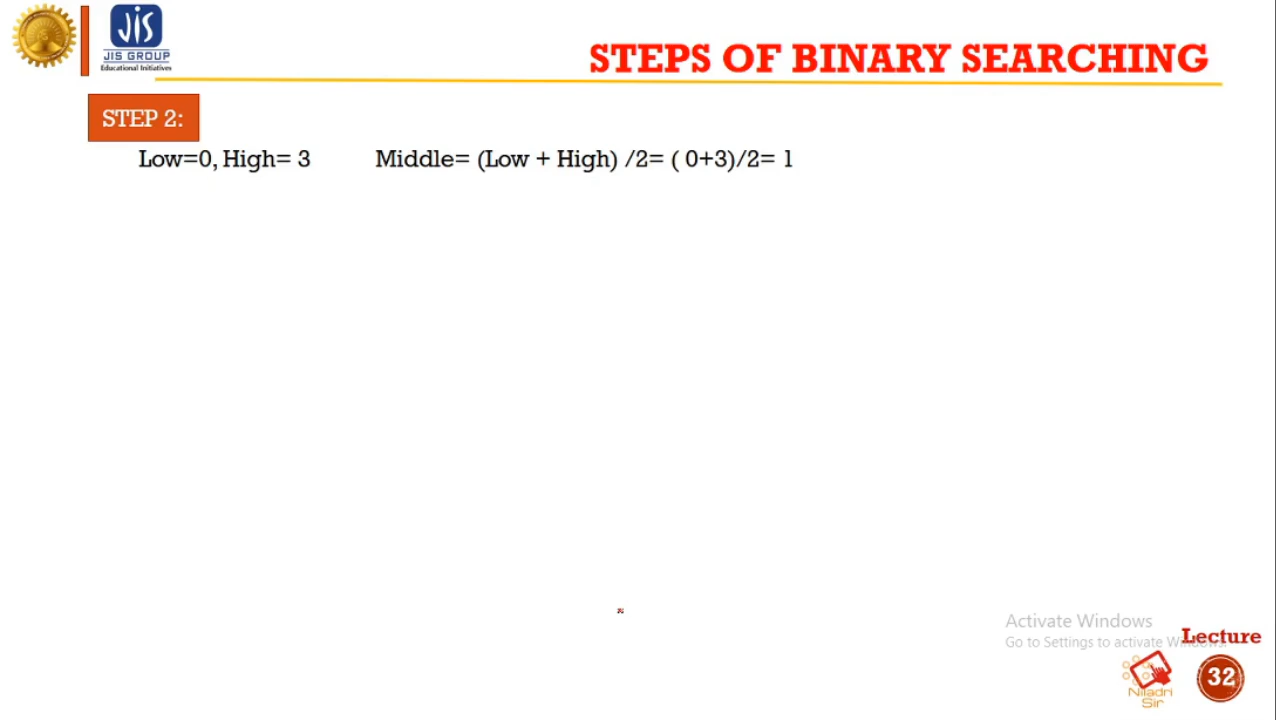 JIS
JIS GROUP
Educational Initiatives
STEPS OF BINARY SEARCHING
STEP 2:
Low=0, High= 3 Middle= (Low + High) /2= ( 0+3)/2= 1
Activate Windows
Go to Settings to activate Windows.
Lecture
32
Niladri
Sir